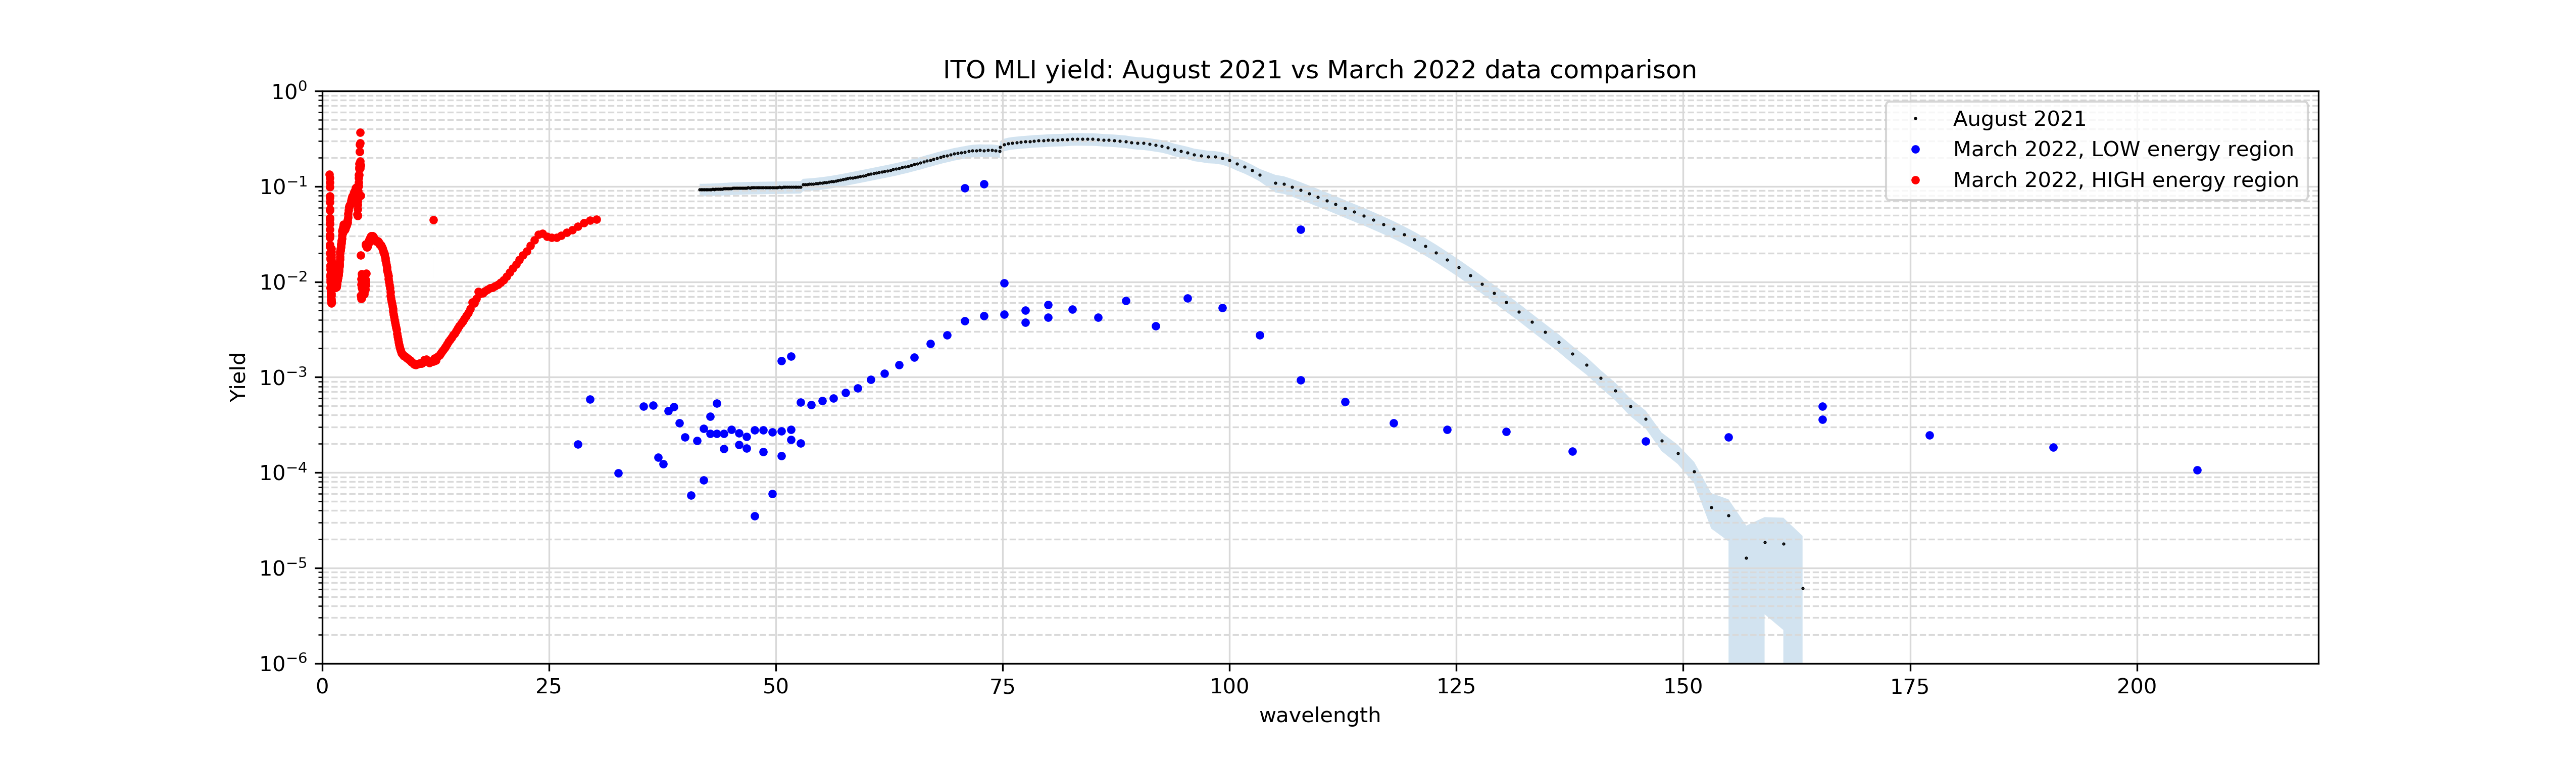 ITO MLI yield: August 2021 vs March 2022 data comparison
10⁰
10⁻¹
10⁻²
10⁻³
10⁻⁴
10⁻⁵
10⁻⁶
Yield
August 2021
March 2022, LOW energy region
March 2022, HIGH energy region
0 25 50 75 100 125 150 175 200
wavelength